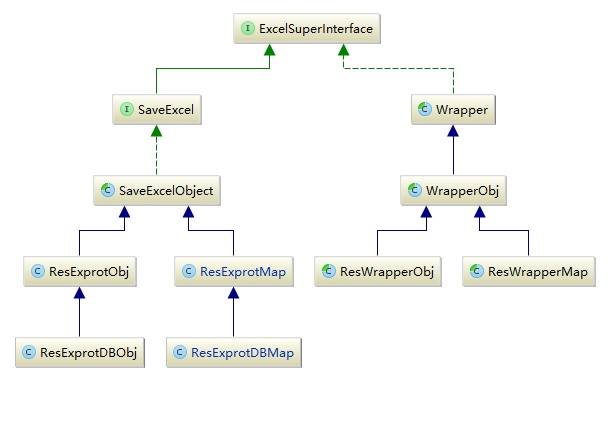 I ExcelSuperInterface
I SaveExcel
C Wrapper
C SaveExcelObject
C WrapperObj
C ResExprotObj
C ResExprotMap
C ResWrapperObj
C ResWrapperMap
C ResExprotDBObj
C ResExprotDBMap